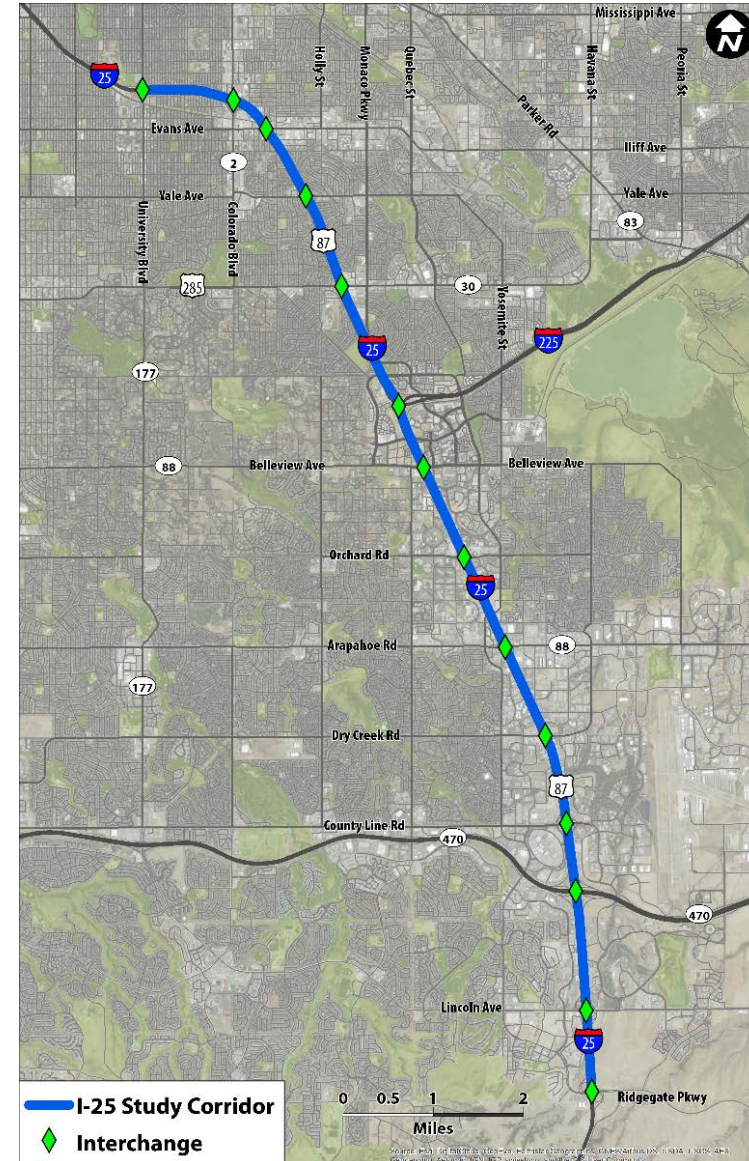 Mississippi Ave
N
Holly St
Monaco Pkwy
Quebec St
Havana St
Peoria St
25
Parker Rd
Evans Ave
Iliff Ave
2
Yale Ave
Yale Ave
83
University Blvd
Colorado Blvd
87
285
30
Yosemite St
225
25
177
88
Belleview Ave
Belleview Ave
Orchard Rd
25
Arapahoe Rd
88
177
Dry Creek Rd
87
County Line Rd
470
470
Lincoln Ave
25
I-25 Study Corridor
Interchange
0 0.5 1 2
Miles
Ridgegate Pkwy